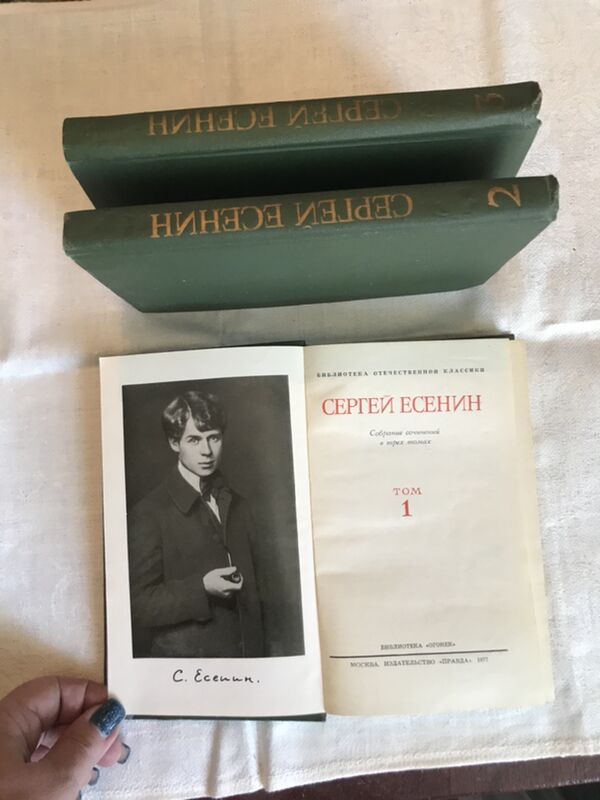 СЕРГЕЙ ЕСЕНИН 3
СЕРГЕЙ ЕСЕНИН 2
БИБЛИОТЕКА ОТЕЧЕСТВЕННОЙ КЛАССИКИ
СЕРГЕЙ ЕСЕНИН
Собрание сочинений
в трех томах
ТОМ
1
БИБЛИОТЕКА «ОГОНЕК»
МОСКВА. ИЗДАТЕЛЬСТВО «ПРАВДА». 1977
С. Есенин.